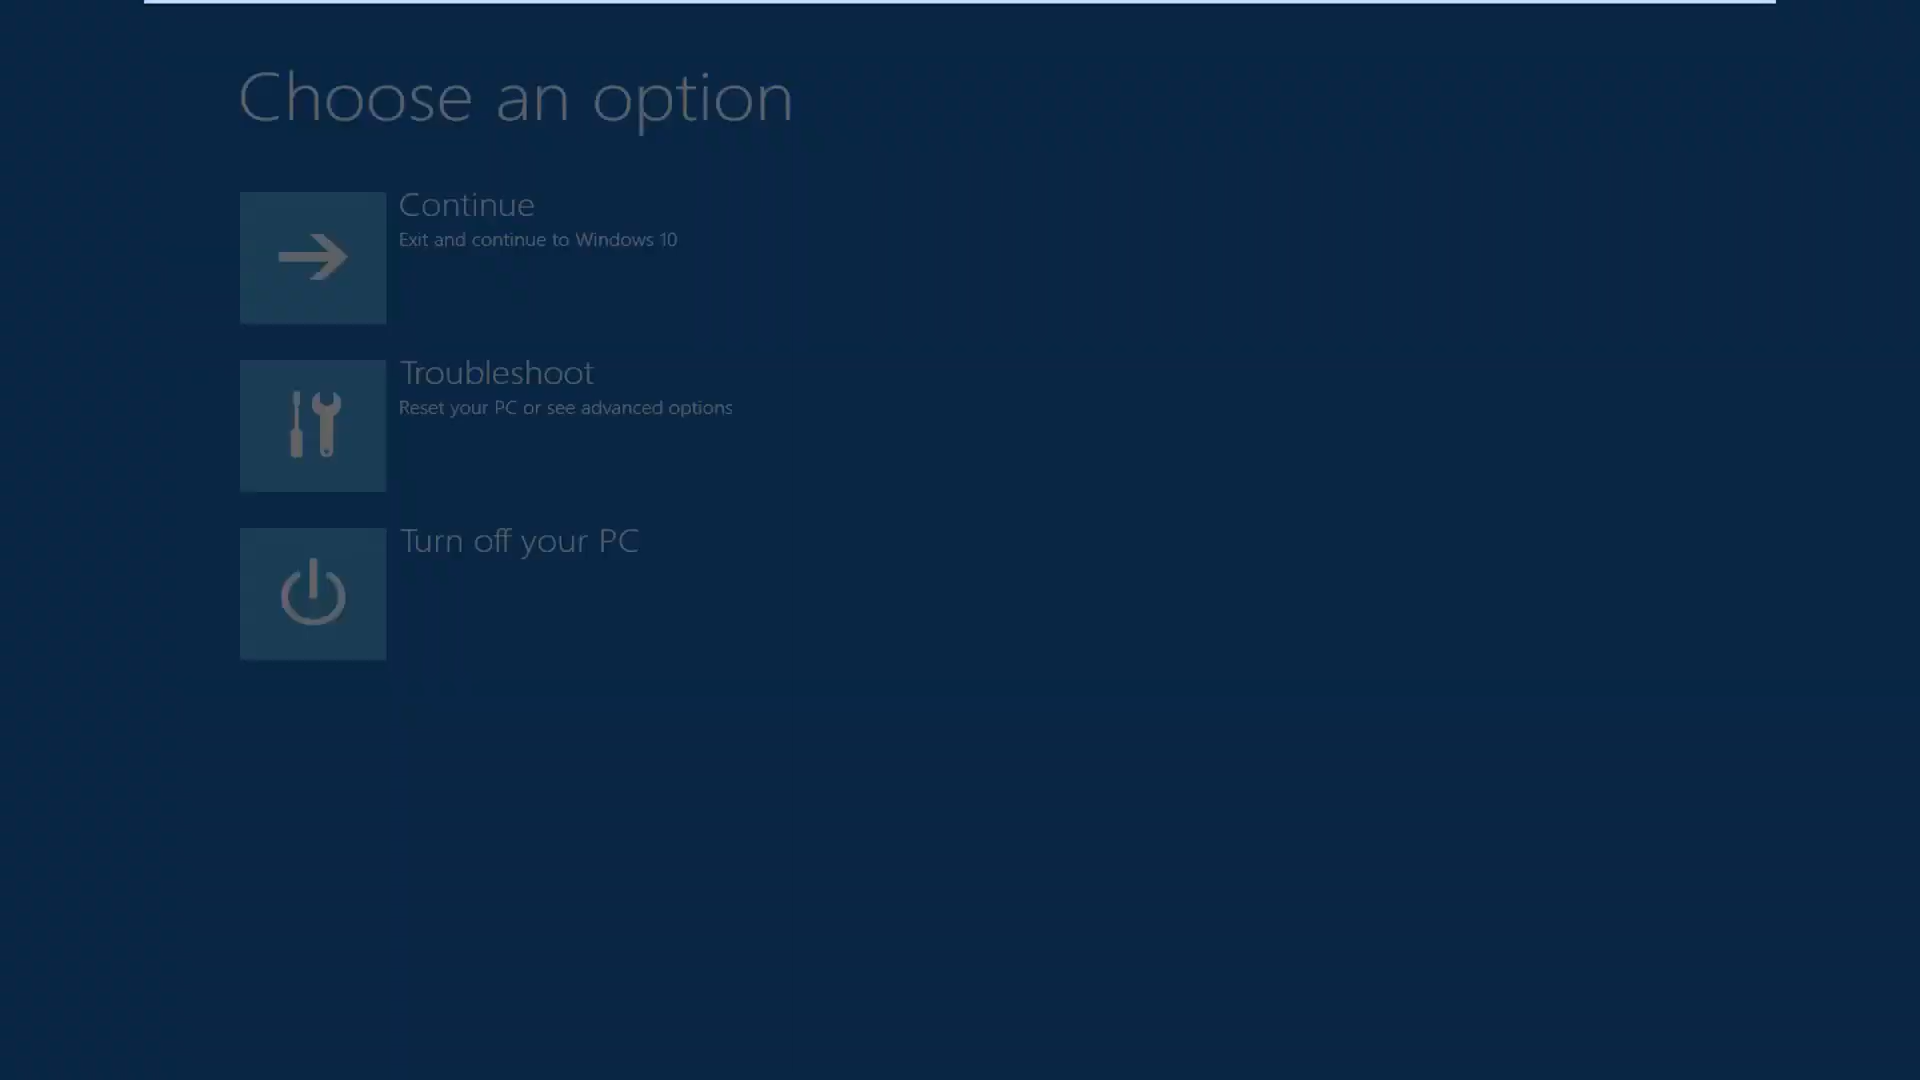 Choose an option
Continue
Exit and continue to Windows 10
Troubleshoot
Reset your PC or see advanced options
Turn off your PC